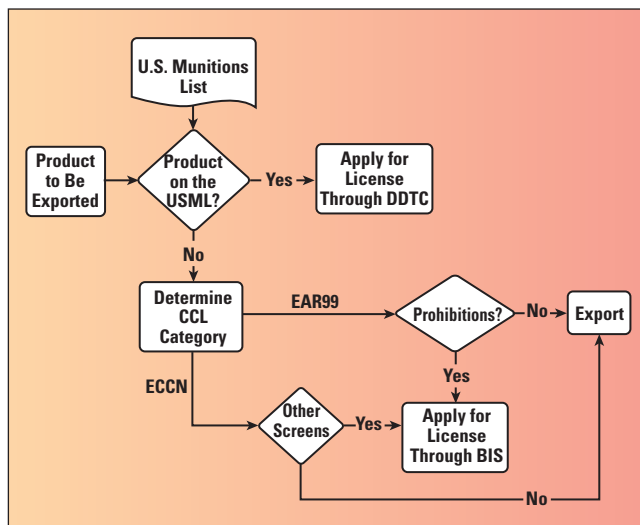 U.S. Munitions
List
Product
to Be
Exported
Product
on the
USML?
Yes
Apply for
License
Through DDTC
No
Determine
CCL
Category
EAR99
Prohibitions?
No
Export
ECCN
Yes
Other
Screens
Yes
Apply for
License
Through BIS
No